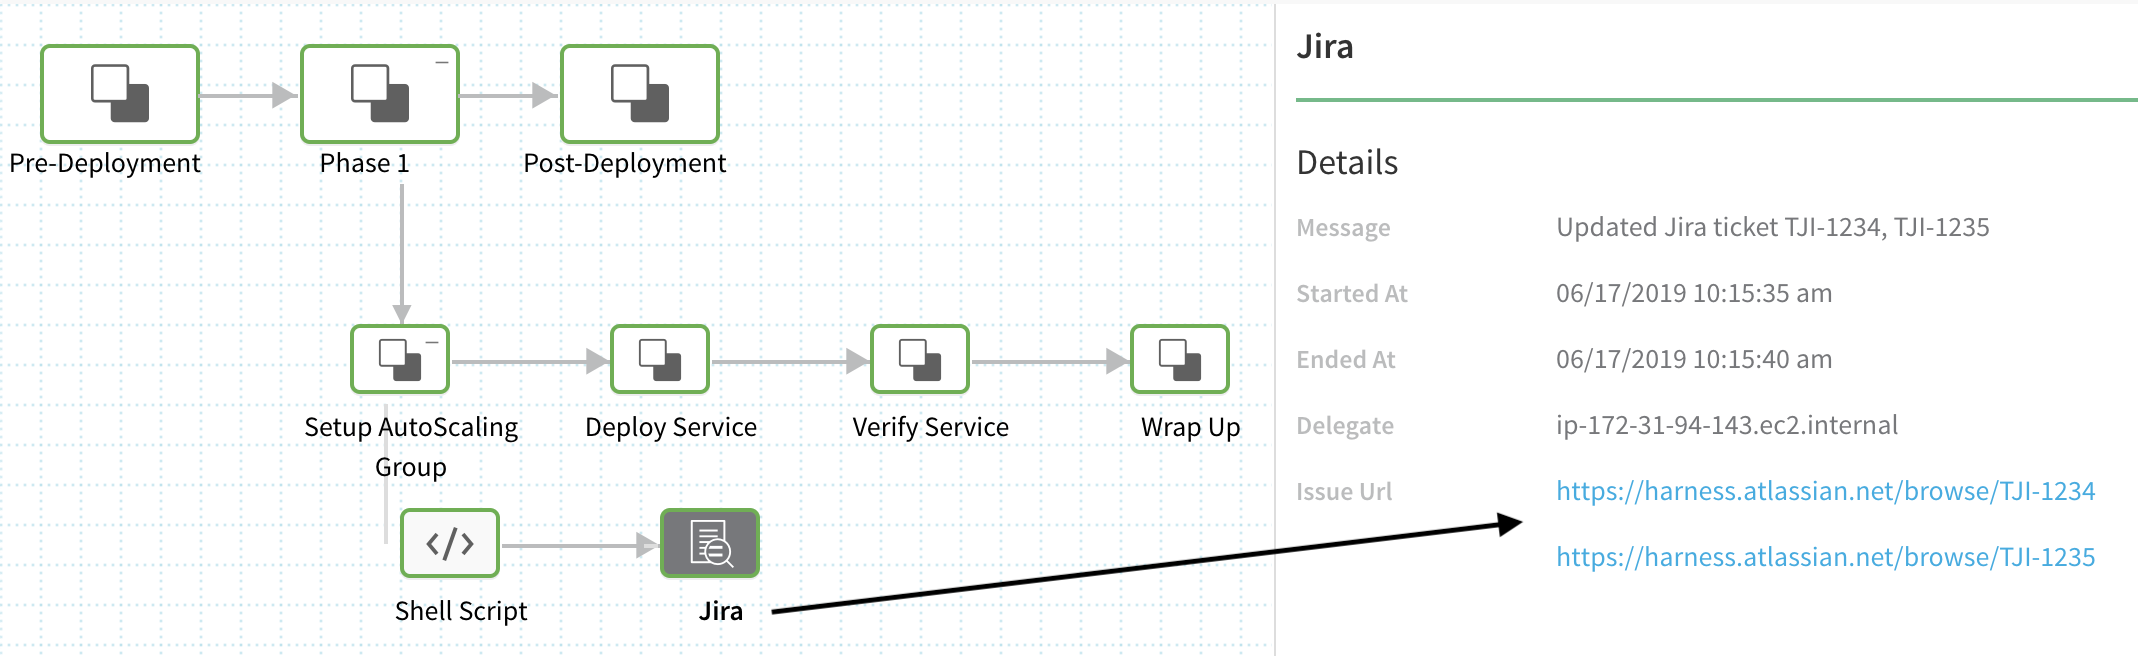 Pre-Deployment
Phase 1
Post-Deployment
Setup AutoScaling
Group
Deploy Service
Verify Service
Wrap Up
</>
Shell Script
Jira
Jira
Details
Message
Updated Jira ticket TJI-1234, TJI-1235
Started At
06/17/2019 10:15:35 am
Ended At
06/17/2019 10:15:40 am
Delegate
ip-172-31-94-143.ec2.internal
Issue Url
https://harness.atlassian.net/browse/TJI-1234
https://harness.atlassian.net/browse/TJI-1235